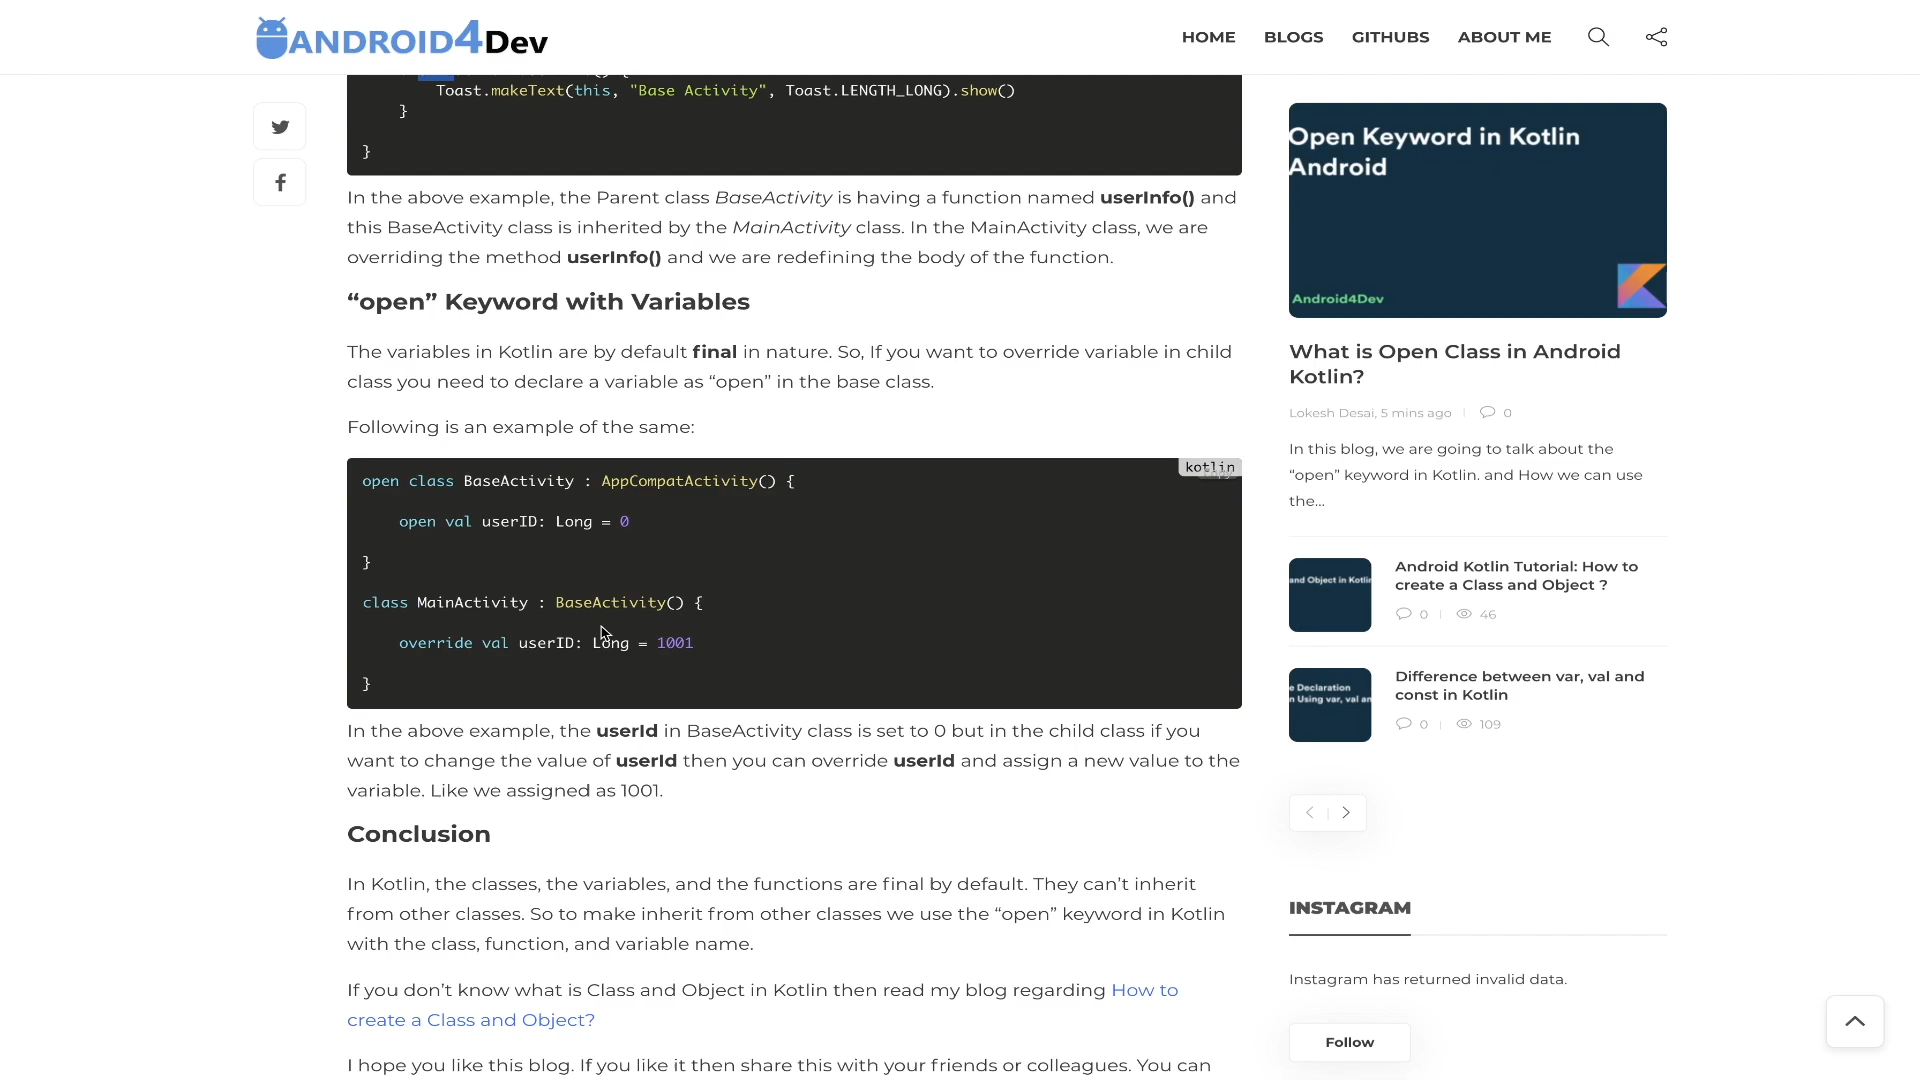 ANDROID4Dev
HOME BLOGS GITHUBS ABOUT ME
Toast.makeText(this, "Base Activity", Toast.LENGTH_LONG).show()
}
}
In the above example, the Parent class BaseActivity is having a function named userInfo() and
this BaseActivity class is inherited by the MainActivity class. In the MainActivity class, we are
overriding the method userInfo() and we are redefining the body of the function.
“open” Keyword with Variables
The variables in Kotlin are by default final in nature. So, If you want to override variable in child
class you need to declare a variable as “open” in the base class.
Following is an example of the same:
kotlin
open class BaseActivity : AppCompatActivity() {
open val userID: Long = 0
}
class MainActivity : BaseActivity() {
override val userID: Long = 1001
}
In the above example, the userId in BaseActivity class is set to 0 but in the child class if you
want to change the value of userId then you can override userId and assign a new value to the
variable. Like we assigned as 1001.
Conclusion
In Kotlin, the classes, the variables, and the functions are final by default. They can’t inherit
from other classes. So to make inherit from other classes we use the “open” keyword in Kotlin
with the class, function, and variable name.
If you don’t know what is Class and Object in Kotlin then read my blog regarding How to
create a Class and Object?
I hope you like this blog. If you like it then share this with your friends or colleagues. You can
Open Keyword in Kotlin
Android
Android4Dev
What is Open Class in Android
Kotlin?
Lokesh Desai, 5 mins ago 0
In this blog, we are going to talk about the
“open” keyword in Kotlin. and How we can use
the...
and Object in Kotlin
Android Kotlin Tutorial: How to
create a Class and Object ?
0 46
e Declaration
n Using var, val an
Difference between var, val and
const in Kotlin
0 109
INSTAGRAM
Instagram has returned invalid data.
Follow